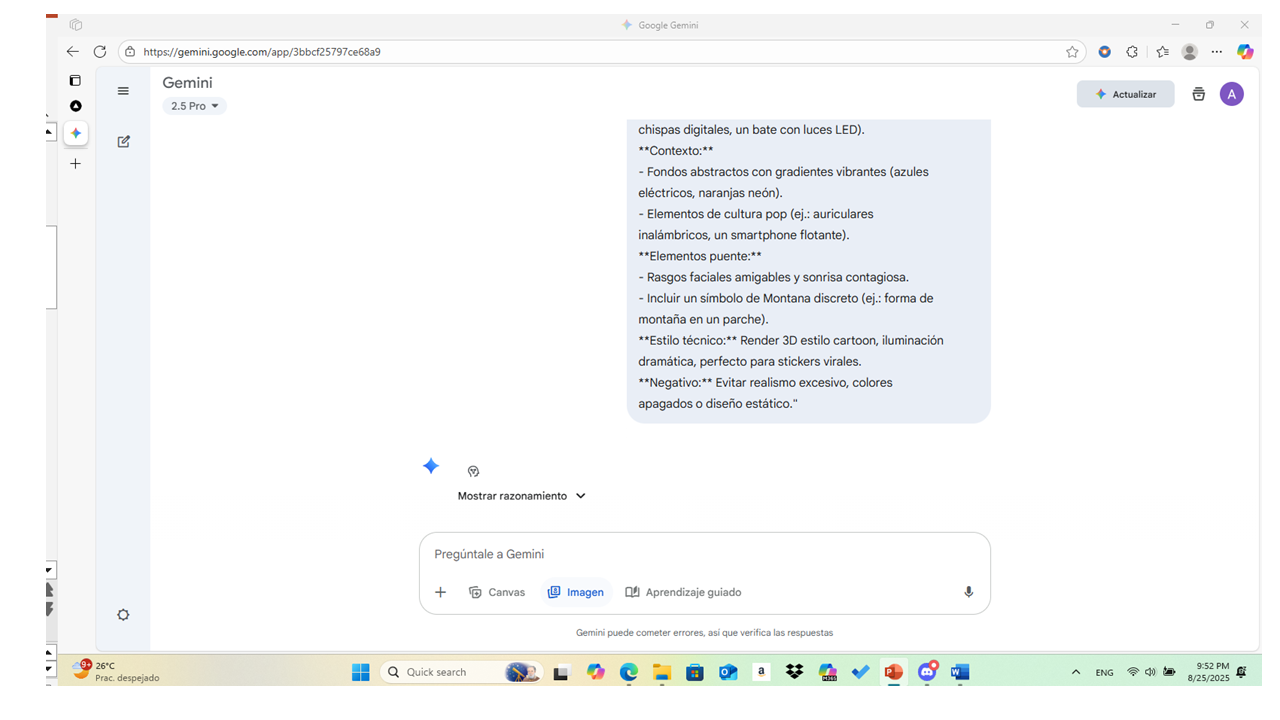 Google Gemini
https://gemini.google.com/app/3bbcf25797ce68a9
Gemini
2.5 Pro
Actualizar
A
chispas digitales, un bate con luces LED).
**Contexto:**
- Fondos abstractos con gradientes vibrantes (azules
eléctricos, naranjas neón).
- Elementos de cultura pop (ej.: auriculares
inalámbricos, un smartphone flotante).
**Elementos puente:**
- Rasgos faciales amigables y sonrisa contagiosa.
- Incluir un símbolo de Montana discreto (ej.: forma de
montaña en un parche).
**Estilo técnico:** Render 3D estilo cartoon, iluminación
dramática, perfecto para stickers virales.
**Negativo:** Evitar realismo excesivo, colores
apagados o diseño estático."
Mostrar razonamiento
Pregúntale a Gemini
Canvas
Imagen
Aprendizaje guiado
Gemini puede cometer errores, así que verifica las respuestas
9+
26°C
Prac. despejado
Quick search
a
M365
P
W
ENG
9:52 PM
8/25/2025